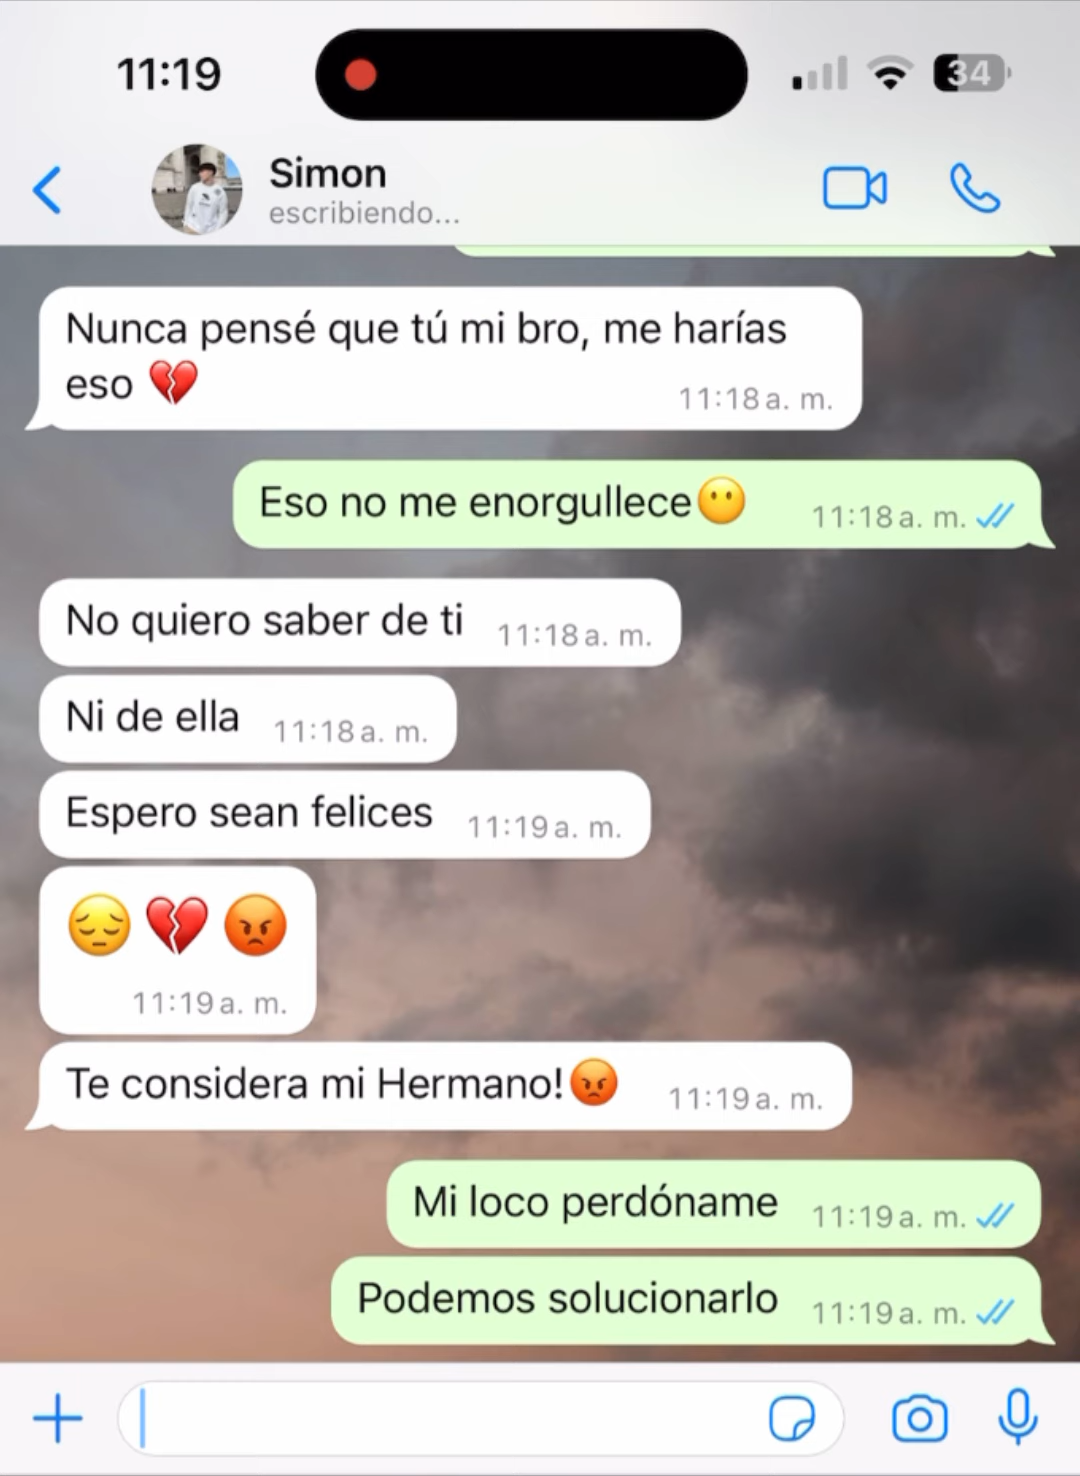 11:19
34
Simon
escribiendo...
Nunca pensé que tú mi bro, me harías
eso 💔
11:18 a. m.
Eso no me enorgullece😶 11:18 a. m.
No quiero saber de ti 11:18 a. m.
Ni de ella 11:18 a. m.
Espero sean felices 11:19 a. m.
😔 💔 😡
11:19 a. m.
Te considera mi Hermano!😡 11:19 a. m.
Mi loco perdóname 11:19 a. m.
Podemos solucionarlo 11:19 a. m.